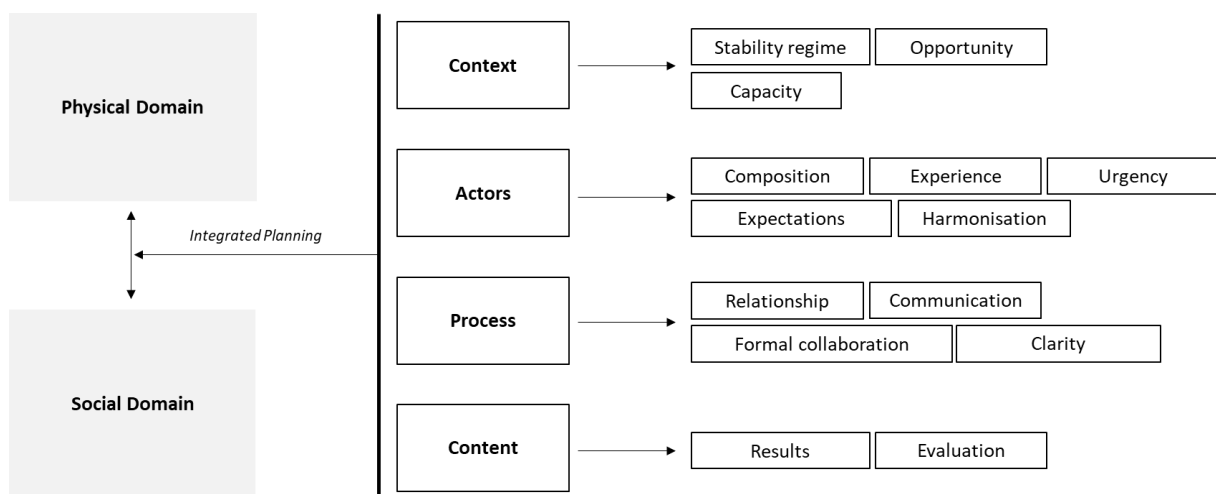 Physical Domain
Integrated Planning
Social Domain
Context
Stability regime
Opportunity
Capacity
Actors
Composition
Experience
Urgency
Expectations
Harmonisation
Process
Relationship
Communication
Formal collaboration
Clarity
Content
Results
Evaluation